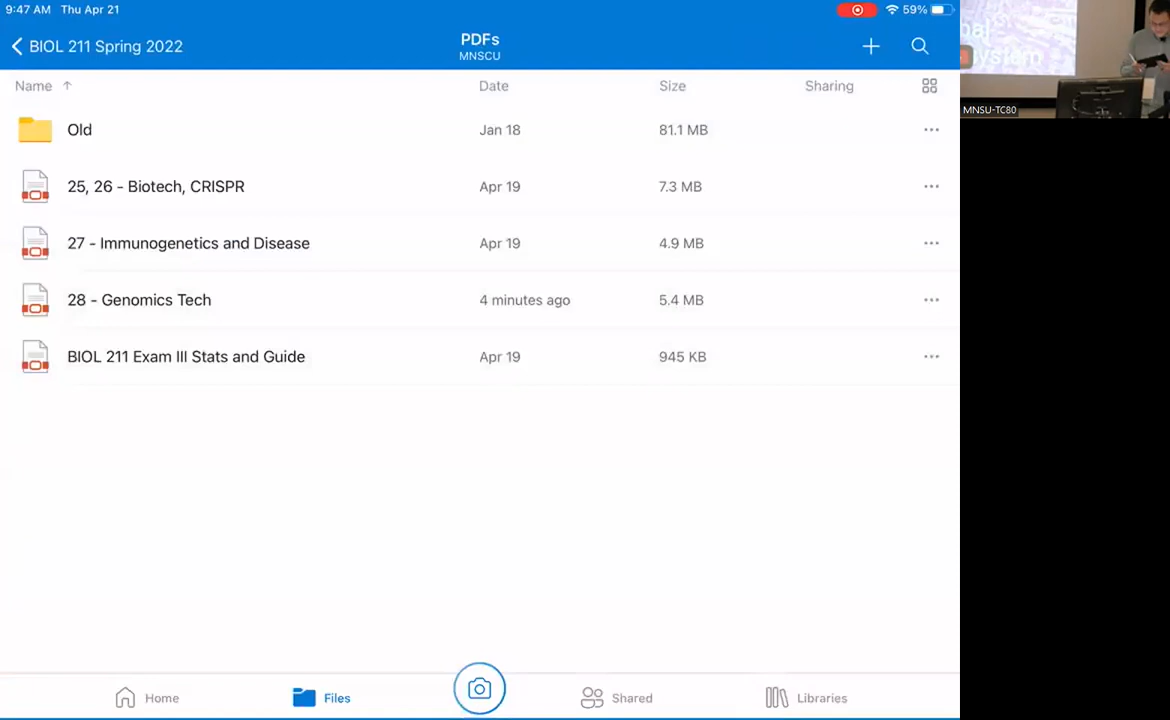 9:47 AM Thu Apr 21
59%
BIOL 211 Spring 2022
PDFs
MNSCU
Name Date Size Sharing
Old Jan 18 81.1 MB
25, 26 - Biotech, CRISPR Apr 19 7.3 MB
27 - Immunogenetics and Disease Apr 19 4.9 MB
28 - Genomics Tech 4 minutes ago 5.4 MB
BIOL 211 Exam III Stats and Guide Apr 19 945 KB
Home Files Shared Libraries
MNSU-TC80